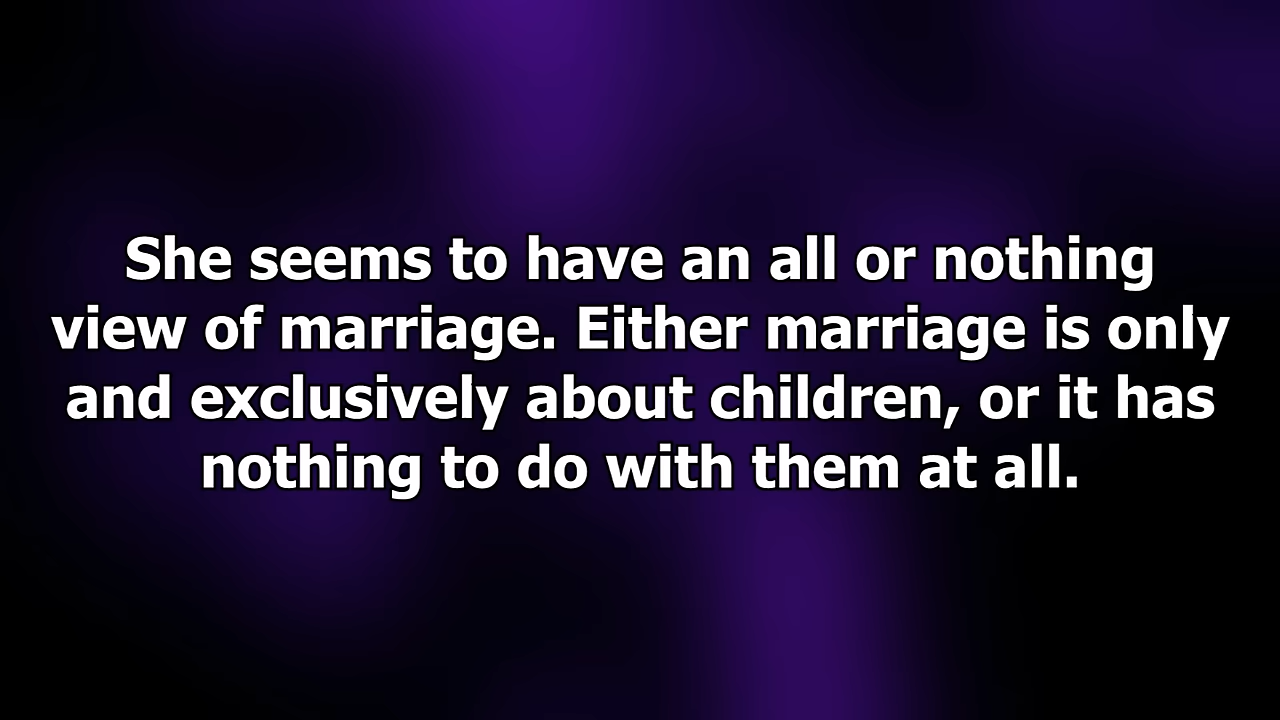 She seems to have an all or nothing
view of marriage. Either marriage is only
and exclusively about children, or it has
nothing to do with them at all.